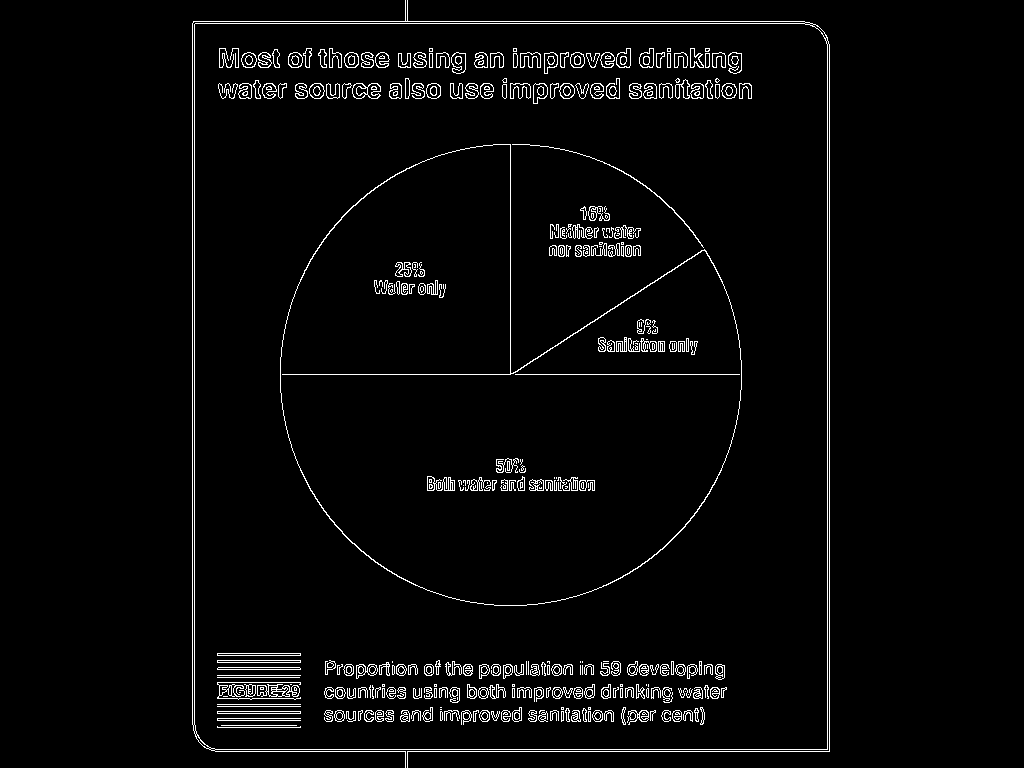 Most of those using an improved drinking
water source also use improved sanitation
16%
Neither water
nor sanitation
25%
Water only
9%
Sanitation only
50%
Both water and sanitation
FIGURE 29
Proportion of the population in 59 developing
countries using both improved drinking water
sources and improved sanitation (per cent)